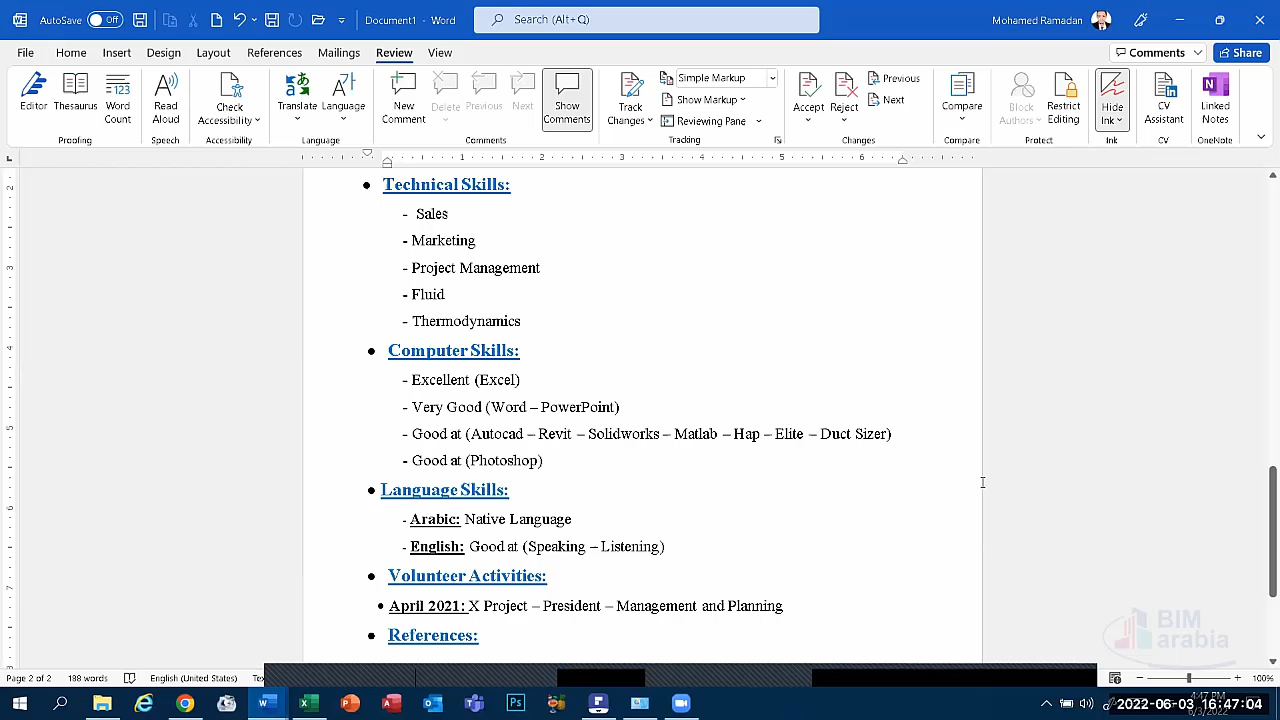 AutoSave Off Document1 - Word Search (Alt+Q) Mohamed Ramadan
File Home Insert Design Layout References Mailings Review View Comments Share
Editor Thesaurus Word Count Read Aloud Check Accessibility Translate Language New Comment Delete Previous Next Show Comments Track Changes Simple Markup Show Markup Reviewing Pane Accept Reject Previous Next Compare Block Authors Restrict Editing Hide Ink CV Assistant Linked Notes
Proofing Speech Accessibility Language Comments Tracking Changes Compare Protect Ink CV OneNote
1 2 3 4 5 6
• Technical Skills:
- Sales
- Marketing
- Project Management
- Fluid
- Thermodynamics
• Computer Skills:
- Excellent (Excel)
- Very Good (Word – PowerPoint)
- Good at (Autocad – Revit – Solidworks – Matlab – Hap – Elite – Duct Sizer)
- Good at (Photoshop)
• Language Skills:
- Arabic: Native Language
- English: Good at (Speaking – Listening)
• Volunteer Activities:
• April 2021: X Project – President – Management and Planning
• References:
BIM
arabia
Page 2 of 2 188 words English (United States) 100%
2022-06-03 16:47:04